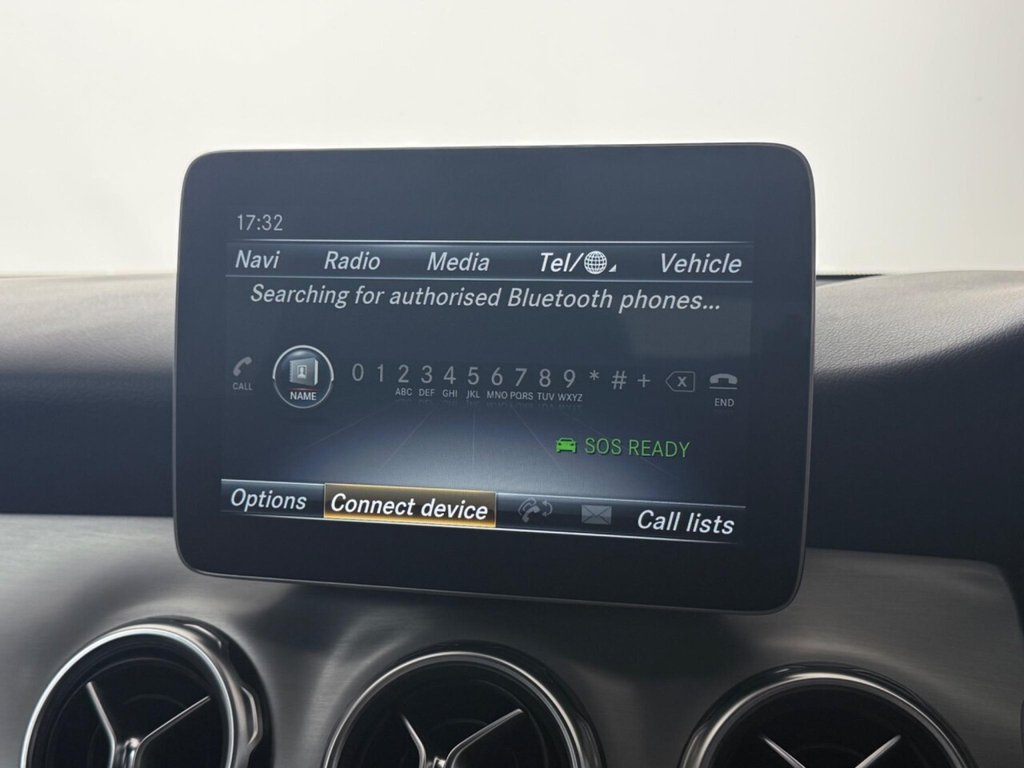 17:32
Navi Radio Media Tel/ Vehicle
Searching for authorised Bluetooth phones...
0 1 2 3 4 5 6 7 8 9 * # + X
ABC DEF GHI JKL MNO PQRS TUV WXYZ
CALL NAME END
SOS READY
Options Connect device Call lists